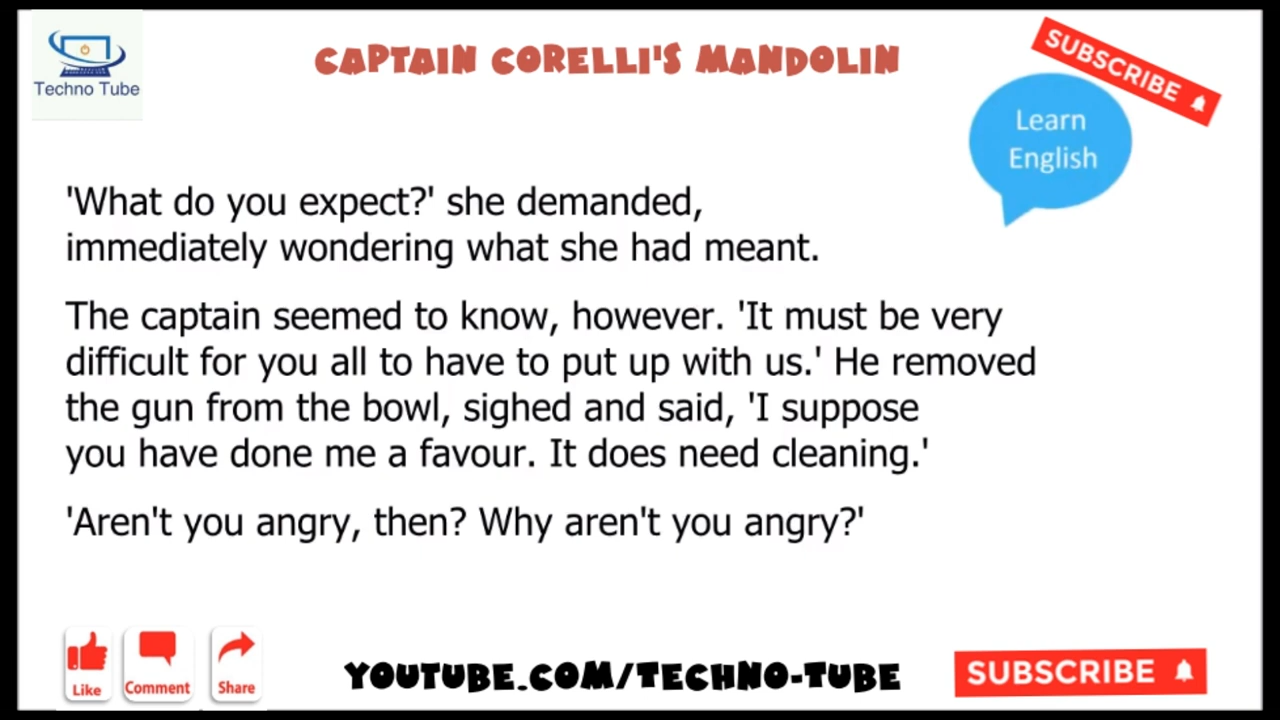 CAPTAIN CORELLI'S MANDOLIN
SUBSCRIBE
Techno Tube
Learn
English
'What do you expect?' she demanded,
immediately wondering what she had meant.
The captain seemed to know, however. 'It must be very
difficult for you all to have to put up with us.' He removed
the gun from the bowl, sighed and said, 'I suppose
you have done me a favour. It does need cleaning.'
'Aren't you angry, then? Why aren't you angry?'
Like
Comment
Share
YOUTUBE.COM/TECHNO-TUBE
SUBSCRIBE